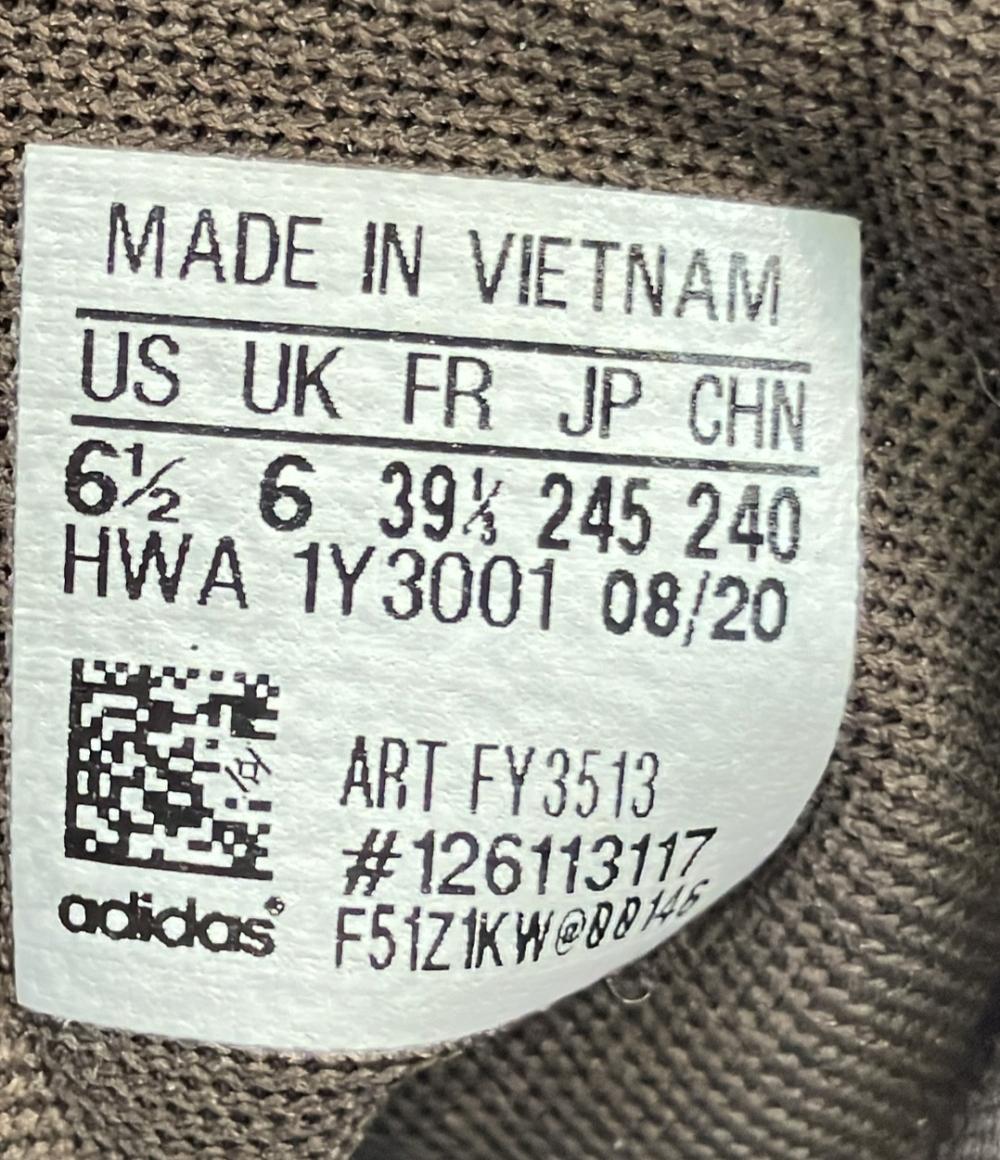 MADE IN VIETNAM
US UK FR JP CHN
6½ 6 39⅓ 245 240
HWA 1Y3001 08/20
ART FY3513
#126113117
adidas®
F51Z1KW@00146